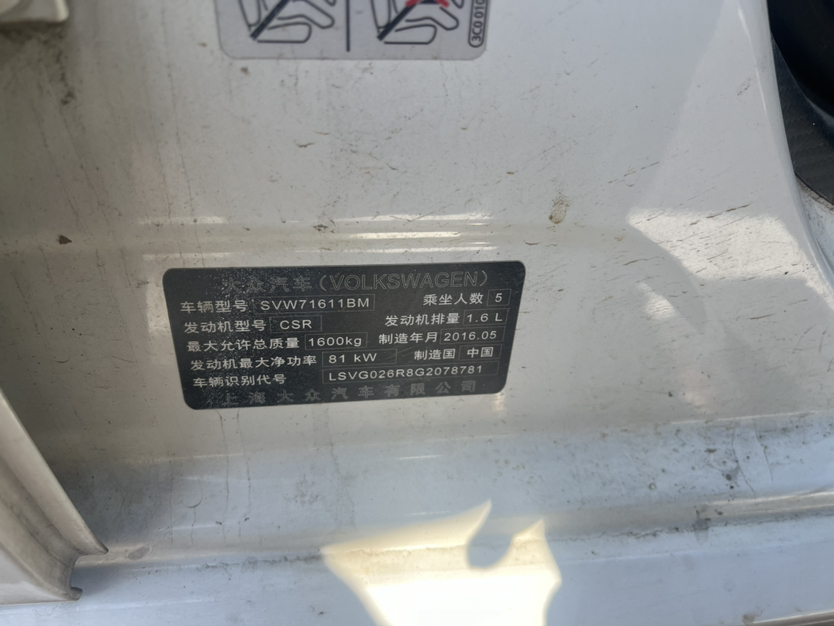 3C0 010
大众汽车(VOLKSWAGEN)
车辆型号 SVW71611BM 乘坐人数 5
发动机型号 CSR 发动机排量 1.6 L
最大允许总质量 1600kg 制造年月 2016.05
发动机最大净功率 81 kW 制造国 中国
车辆识别代号 LSVG026R8G2078781
上海大众汽车有限公司